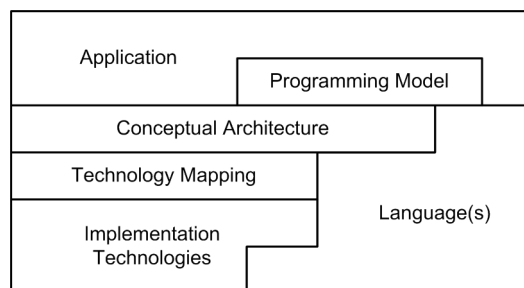 Application
Programming Model
Conceptual Architecture
Technology Mapping
Language(s)
Implementation
Technologies